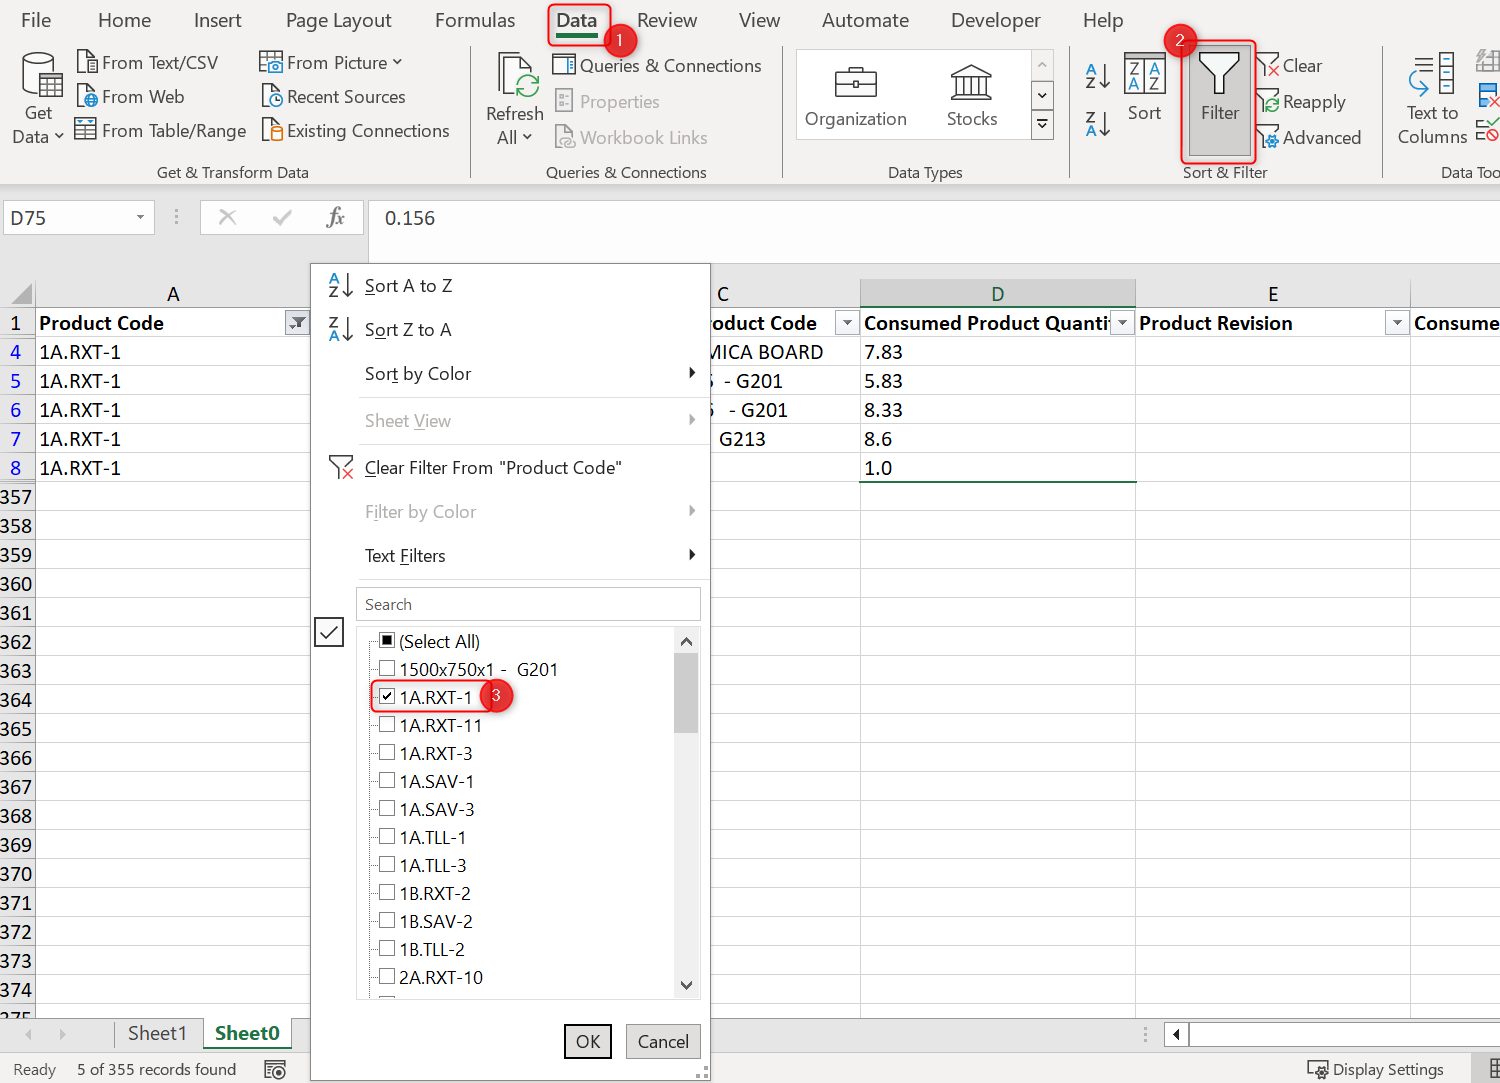 File Home Insert Page Layout Formulas Data Review View Automate Developer Help
1
2
Get Data
From Text/CSV
From Web
From Table/Range
From Picture
Recent Sources
Existing Connections
Get & Transform Data
Refresh All
Queries & Connections
Properties
Workbook Links
Queries & Connections
Organization
Stocks
Data Types
Sort
Filter
Clear
Reapply
Advanced
Sort & Filter
Text to Columns
Data Too
D75 fx 0.156
A C D E
1 Product Code oduct Code Consumed Product Quanti Product Revision Consume
4 1A.RXT-1 MICA BOARD 7.83
5 1A.RXT-1 - G201 5.83
6 1A.RXT-1 - G201 8.33
7 1A.RXT-1 G213 8.6
8 1A.RXT-1 1.0
357
358
359
360
361
362
363
364
365
366
367
368
369
370
371
372
373
374
375
Sort A to Z
Sort Z to A
Sort by Color
Sheet View
Clear Filter From "Product Code"
Filter by Color
Text Filters
Search
(Select All)
1500x750x1 - G201
1A.RXT-1 3
1A.RXT-11
1A.RXT-3
1A.SAV-1
1A.SAV-3
1A.TLL-1
1A.TLL-3
1B.RXT-2
1B.SAV-2
1B.TLL-2
2A.RXT-10
OK Cancel
Sheet1 Sheet0
Ready 5 of 355 records found Display Settings